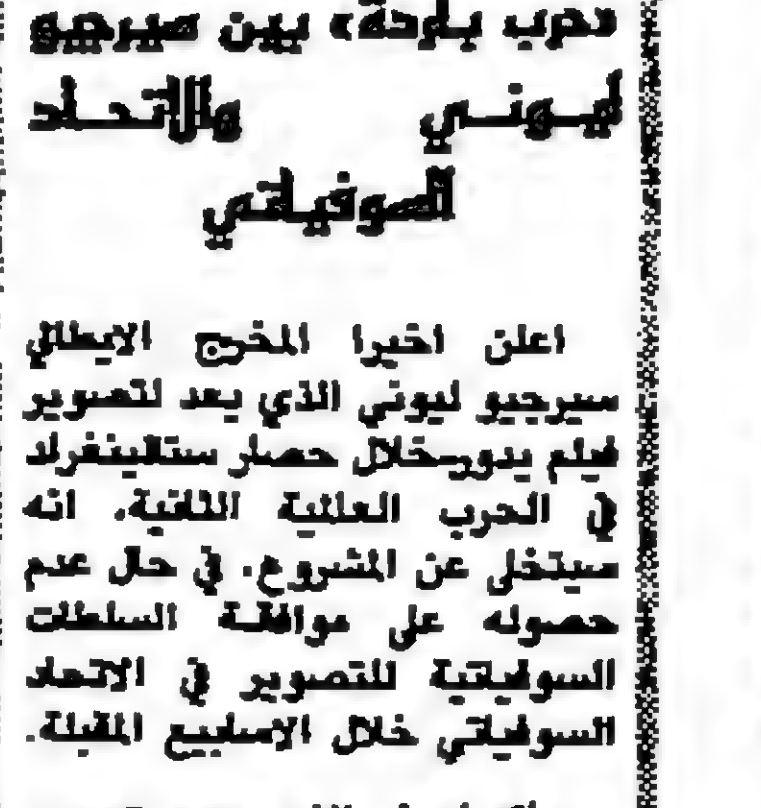 «حرب باردة» بين سيرجيو
ليوني والاتحاد
السوفياتي
اعلن اخيرا المخرج الايطالي
سيرجيو ليوني الذي يعد لتصوير
فيلم يدور خلال حصار ستالينغراد
في الحرب العالمية الثانية، انه
سيتخلى عن المشروع، في حال عدم
حصوله على موافقة السلطات
السوفياتية للتصوير في الاتحاد
السوفياتي خلال الاسابيع المقبلة.